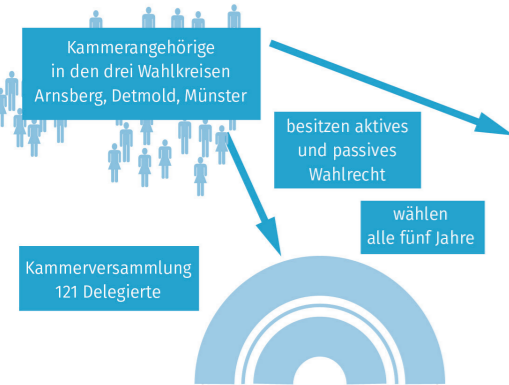 Kammerangehörige
in den drei Wahlkreisen
Arnsberg, Detmold, Münster
besitzen aktives
und passives
Wahlrecht
wählen
alle fünf Jahre
Kammerversammlung
121 Delegierte